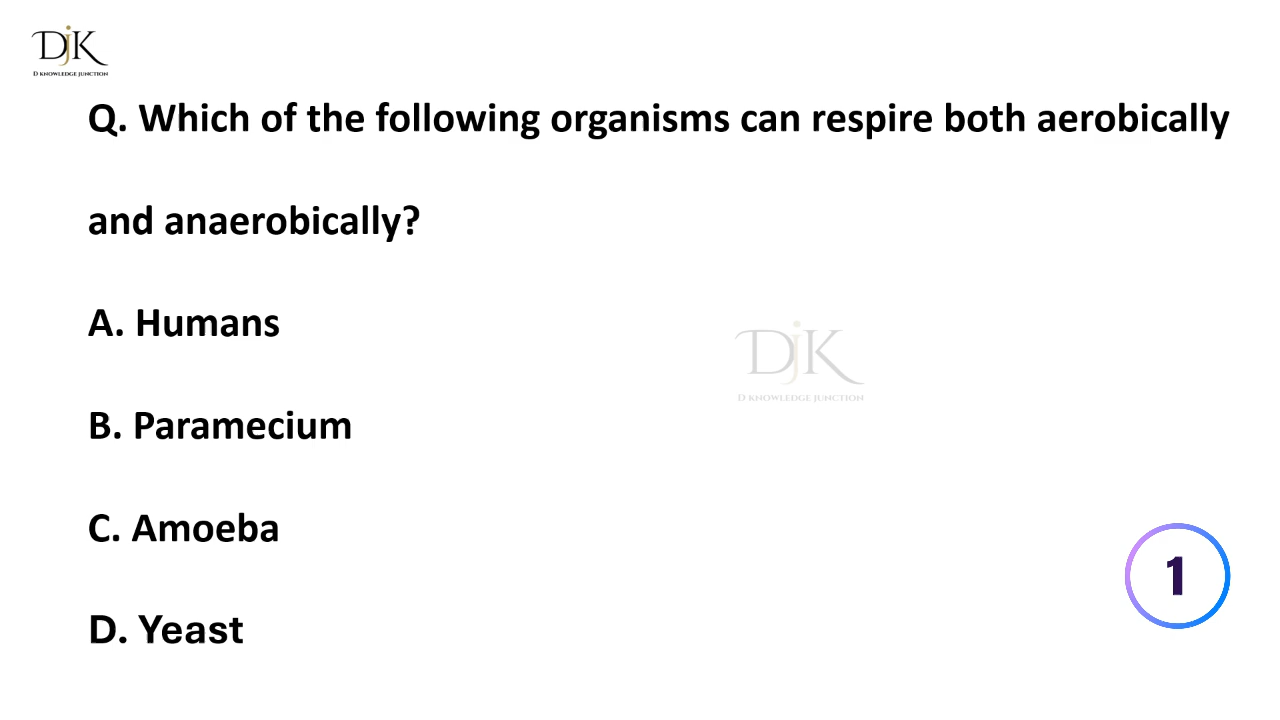 DjK
D KNOWLEDGE JUNCTION
Q. Which of the following organisms can respire both aerobically
and anaerobically?
A. Humans
DjK
D KNOWLEDGE JUNCTION
B. Paramecium
C. Amoeba
1
D. Yeast